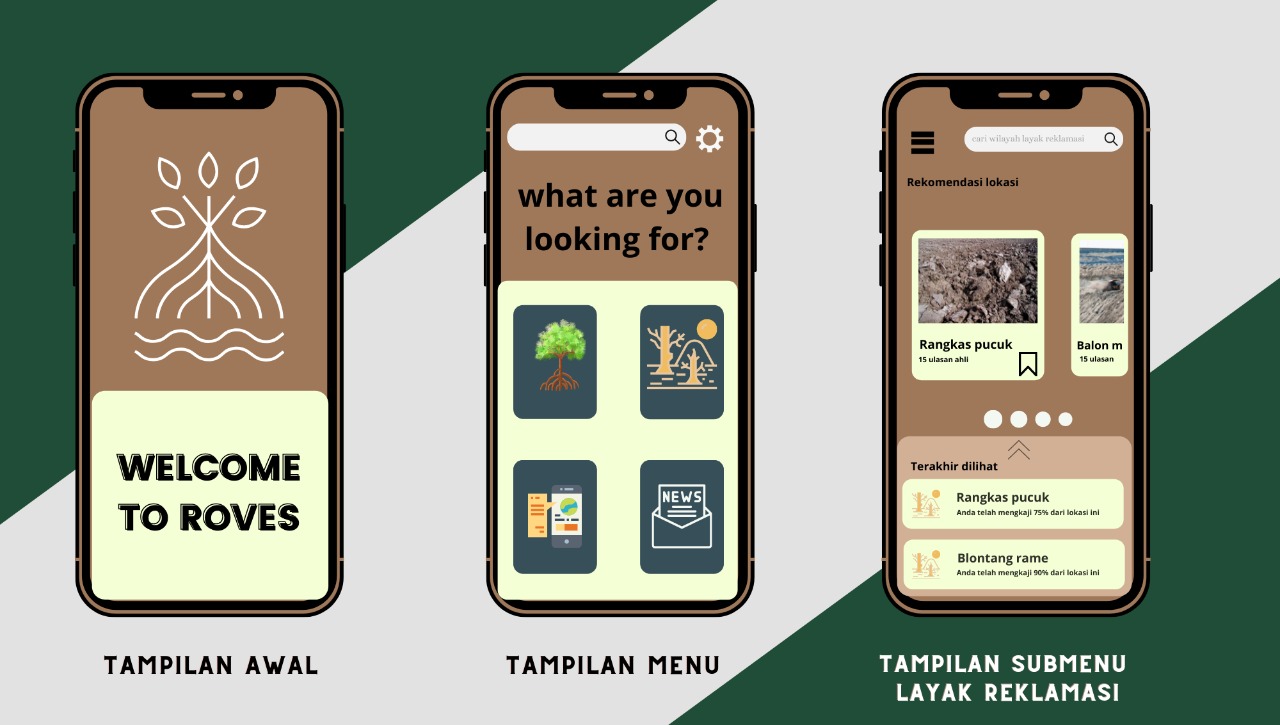 WELCOME
TO ROVES
TAMPILAN AWAL
what are you
looking for?
NEWS
TAMPILAN MENU
cari wilayah layak reklamasi
Rekomendasi lokasi
Rangkas pucuk
15 ulasan ahli
Balon m
15 ulasan
Terakhir dilihat
Rangkas pucuk
Anda telah mengkaji 75% dari lokasi ini
Blontang rame
Anda telah mengkaji 90% dari lokasi ini
TAMPILAN SUBMENU
LAYAK REKLAMASI